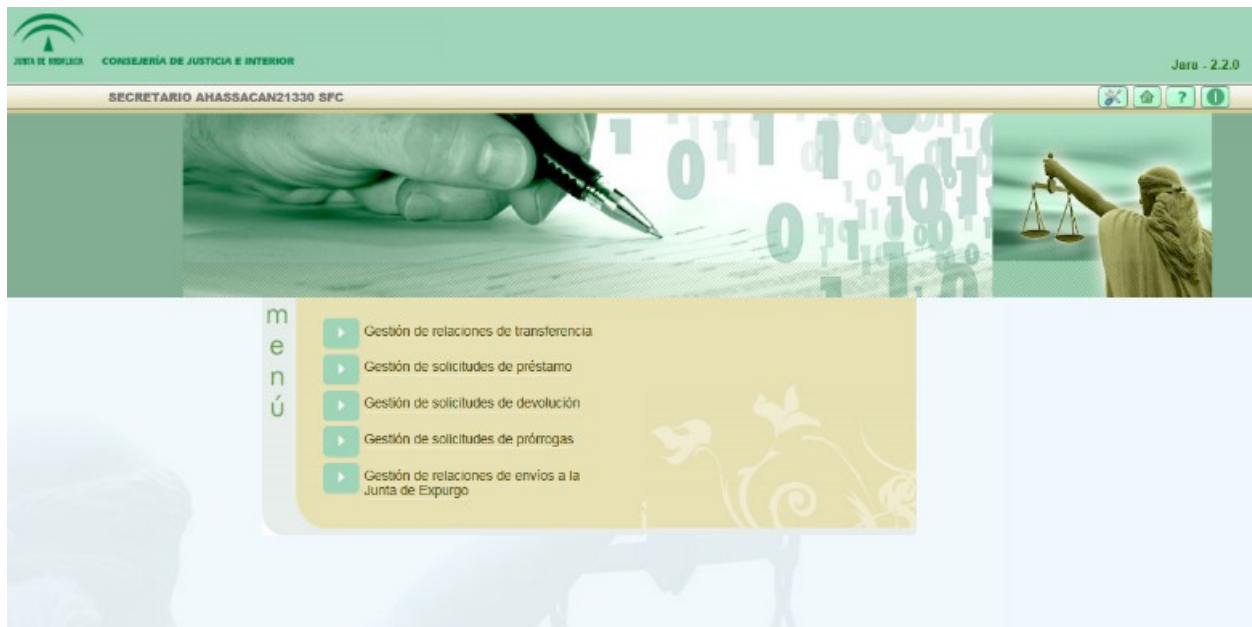 JUNTA DE ANDALUCIA
CONSEJERÍA DE JUSTICIA E INTERIOR
Jara - 2.2.0
SECRETARIO AHASSACAN21330 SFC
?
menú
Gestión de relaciones de transferencia
Gestión de solicitudes de préstamo
Gestión de solicitudes de devolución
Gestión de solicitudes de prórrogas
Gestión de relaciones de envíos a la
Junta de Expurgo